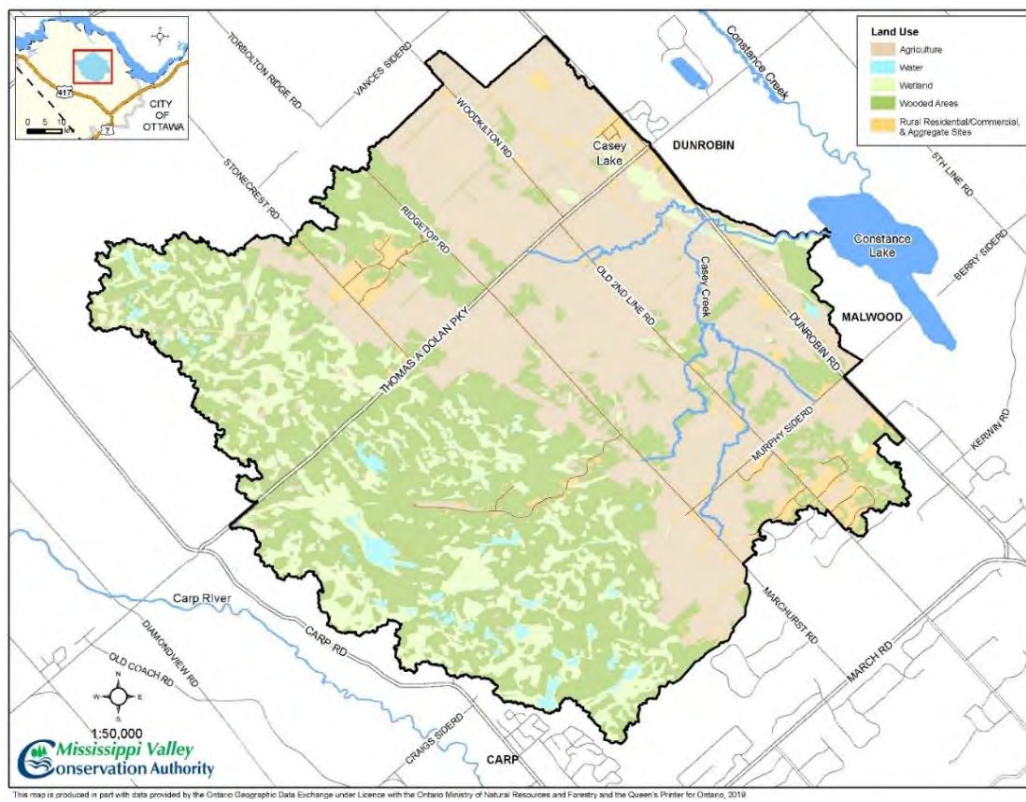 417
7
CITY
OF
OTTAWA
0 5 10
km
Land Use
Agriculture
Water
Wetland
Wooded Areas
Rural Residential/Commercial,
& Aggregate Sites
TORBOLTON RIDGE RD
VANCES SIDERD
WOODKILTON RD
STONECREST RD
RIDGETOP RD
Casey
Lake
DUNROBIN
Constance
Creek
5TH LINE RD
Constance
Lake
BERRY SIDERD
MALWOOD
OLD 2ND LINE RD
Casey Creek
DUNROBIN RD
THOMAS A DOLAN PKY
MURPHY SIDERD
KERWIN RD
Carp River
CARP RD
DIAMONDVIEW RD
OLD COACH RD
MARCHURST RD
MARCH RD
CRAIGS SIDERD
CARP
N
W E
S
1:50,000
Mississippi Valley
Conservation Authority
This map is produced in part with data provided by the Ontario Geographic Data Exchange under Licence with the Ontario Ministry of Natural Resources and Forestry and the Queen's Printer for Ontario, 2019